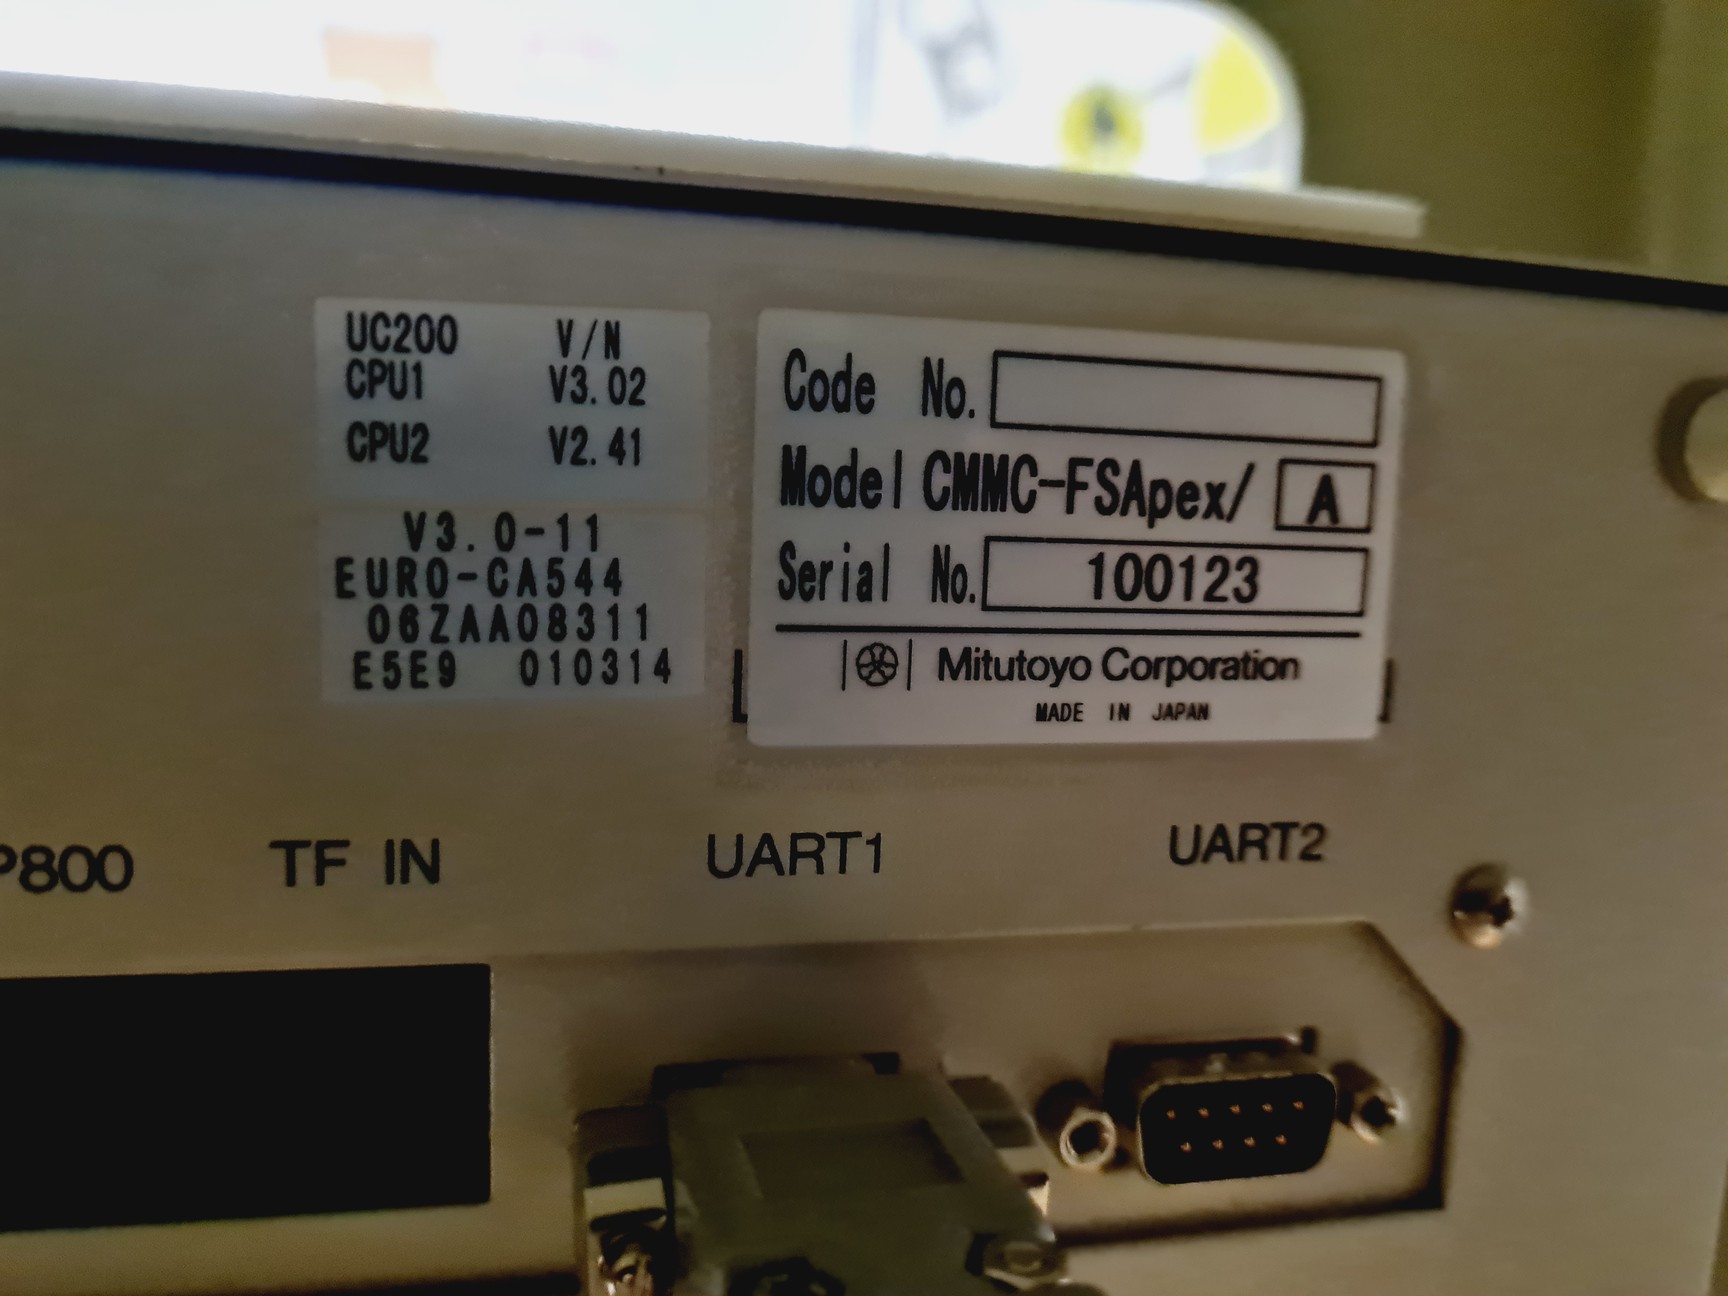 UC200 V/N
CPU1 V3.02
CPU2 V2.41
V3.0-11
EURO-CA544
06ZAA08311
E5E9 010314
Code No.
Model CMMC-FSApex/ A
Serial No. 100123
Mitutoyo Corporation
MADE IN JAPAN
P800 TF IN UART1 UART2